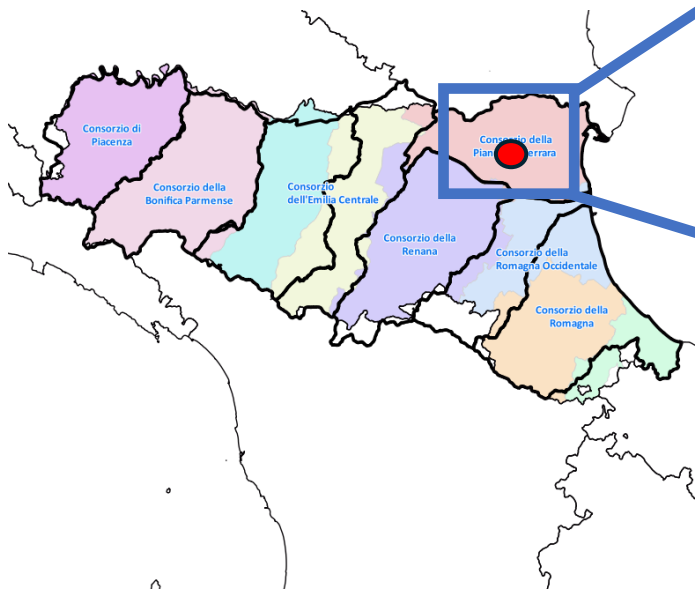 Consorzio di
Piacenza
Consorzio della
Bonifica Parmense
Consorzio
dell'Emilia Centrale
Consorzio della
Renana
Consorzio della
Consorzio della
Romagna Occidentale
Consorzio della
Romagna